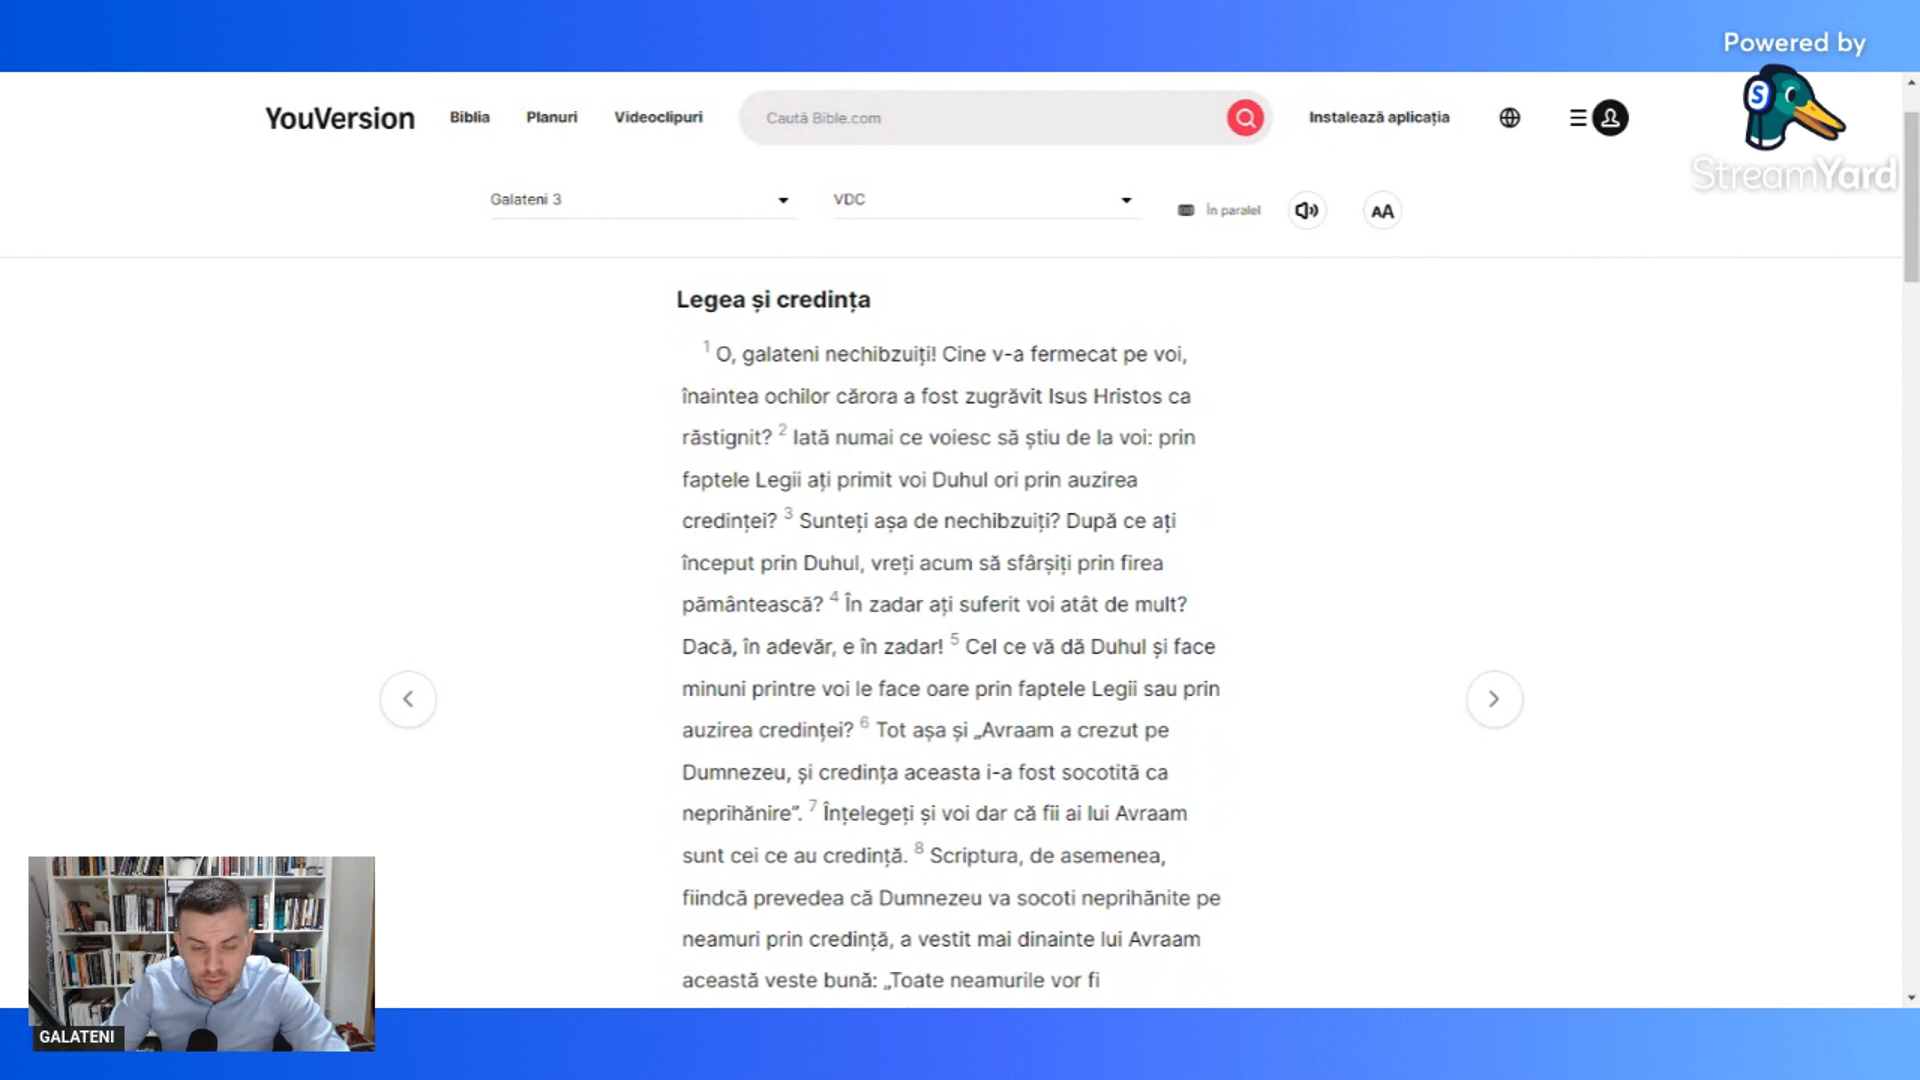 Powered by
S
StreamYard
YouVersion Biblia Planuri Videoclipuri Caută Bible.com Instalează aplicația
Galateni 3 VDC În paralel AA
Legea și credința
1 O, galateni nechibzuiți! Cine v-a fermecat pe voi,
înaintea ochilor cărora a fost zugrăvit Isus Hristos ca
răstignit? 2 Iată numai ce voiesc să știu de la voi: prin
faptele Legii ați primit voi Duhul ori prin auzirea
credinței? 3 Sunteți așa de nechibzuiți? După ce ați
început prin Duhul, vreți acum să sfârșiți prin firea
pământească? 4 În zadar ați suferit voi atât de mult?
Dacă, în adevăr, e în zadar! 5 Cel ce vă dă Duhul și face
minuni printre voi le face oare prin faptele Legii sau prin
auzirea credinței? 6 Tot așa și „Avraam a crezut pe
Dumnezeu, și credința aceasta i-a fost socotită ca
neprihănire”. 7 Înțelegeți și voi dar că fii ai lui Avraam
sunt cei ce au credință. 8 Scriptura, de asemenea,
fiindcă prevedea că Dumnezeu va socoti neprihănite pe
neamuri prin credință, a vestit mai dinainte lui Avraam
această veste bună: „Toate neamurile vor fi
GALATENI